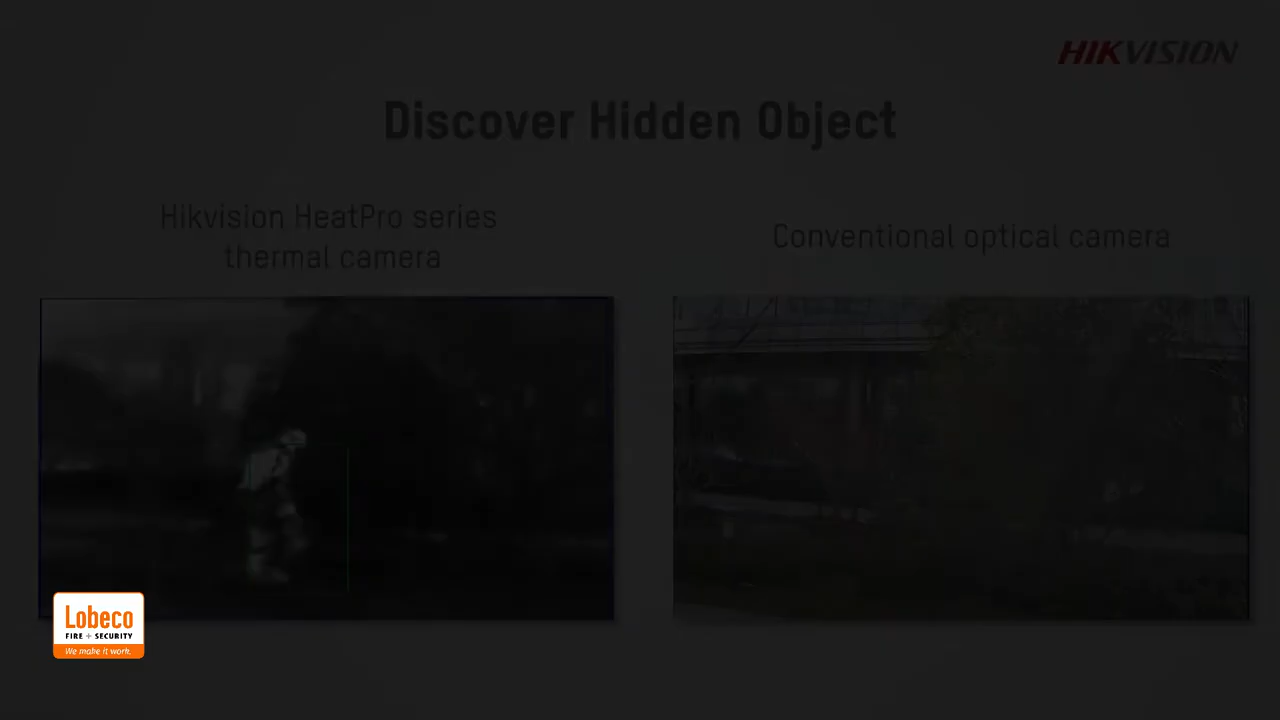 HIKVISION
Discover Hidden Object
Hikvision HeatPro series
thermal camera
Conventional optical camera
Lobeco
FIRE + SECURITY
We make it work.